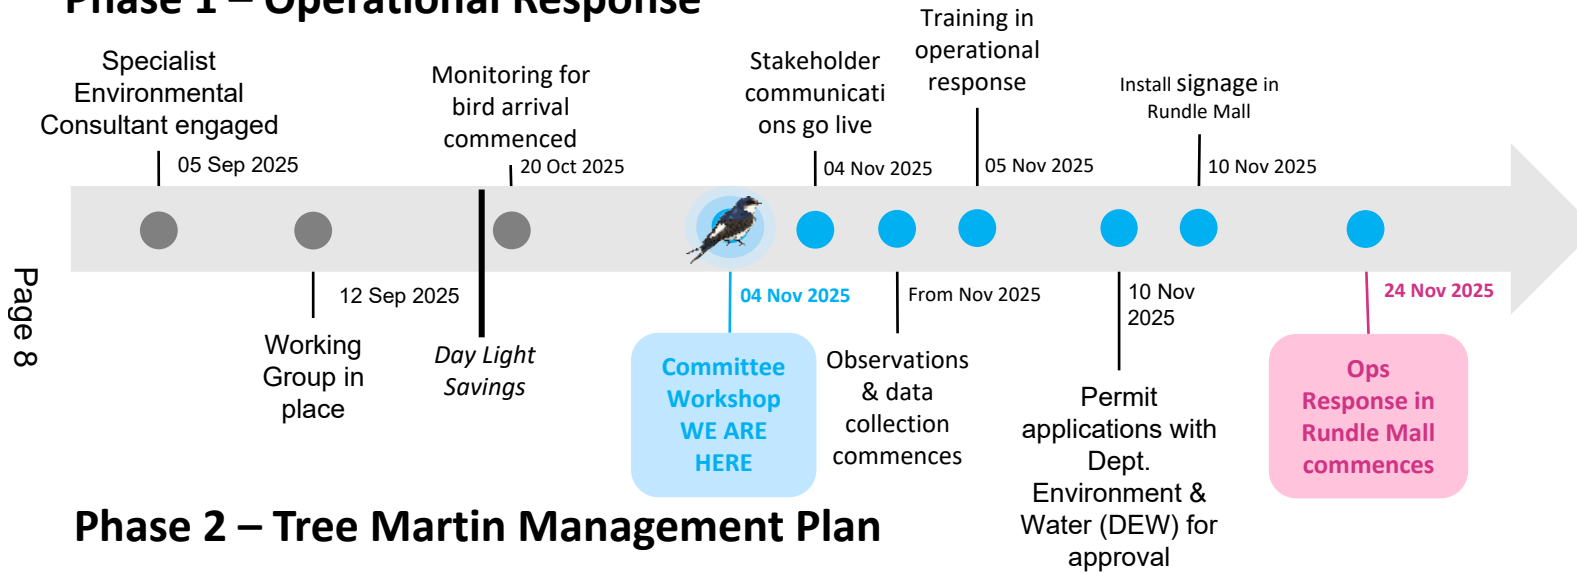 Phase 1 – Operational Response
Specialist
Environmental
Consultant engaged
05 Sep 2025
12 Sep 2025
Working
Group in
place
Day Light
Savings
Monitoring for
bird arrival
commenced
20 Oct 2025
04 Nov 2025
Committee
Workshop
WE ARE
HERE
Stakeholder
communicati
ons go live
04 Nov 2025
From Nov 2025
Observations
& data
collection
commences
Training in
operational
response
05 Nov 2025
10 Nov
2025
Permit
applications with
Dept.
Environment &
Water (DEW) for
approval
Install signage in
Rundle Mall
10 Nov 2025
24 Nov 2025
Ops
Response in
Rundle Mall
commences
Page 8
Phase 2 – Tree Martin Management Plan